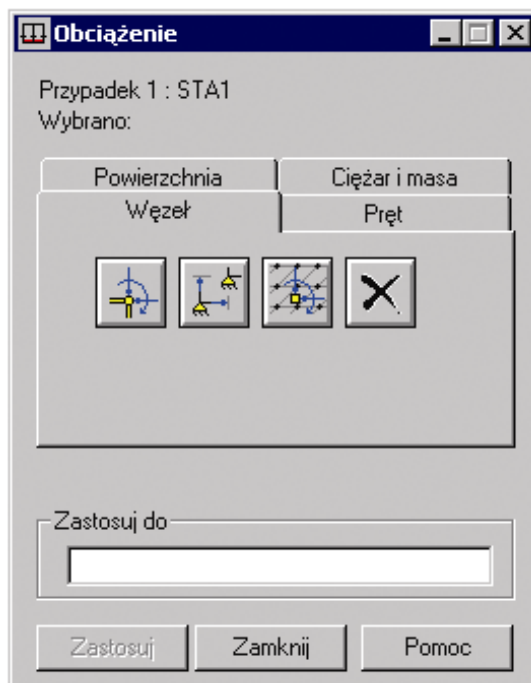 Obciążenie
Przypadek 1 : STA1
Wybrano:
Powierzchnia
Ciężar i masa
Węzeł
Pręt
Zastosuj do
Zastosuj
Zamknij
Pomoc